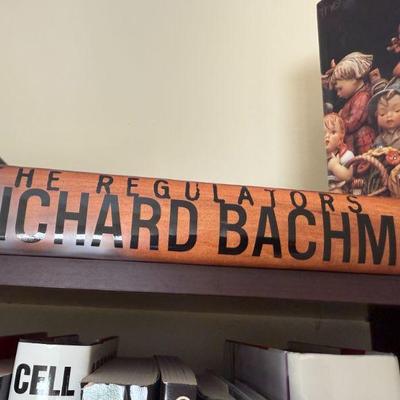 HE REGULATORS
ICHARD BACHM
CELL